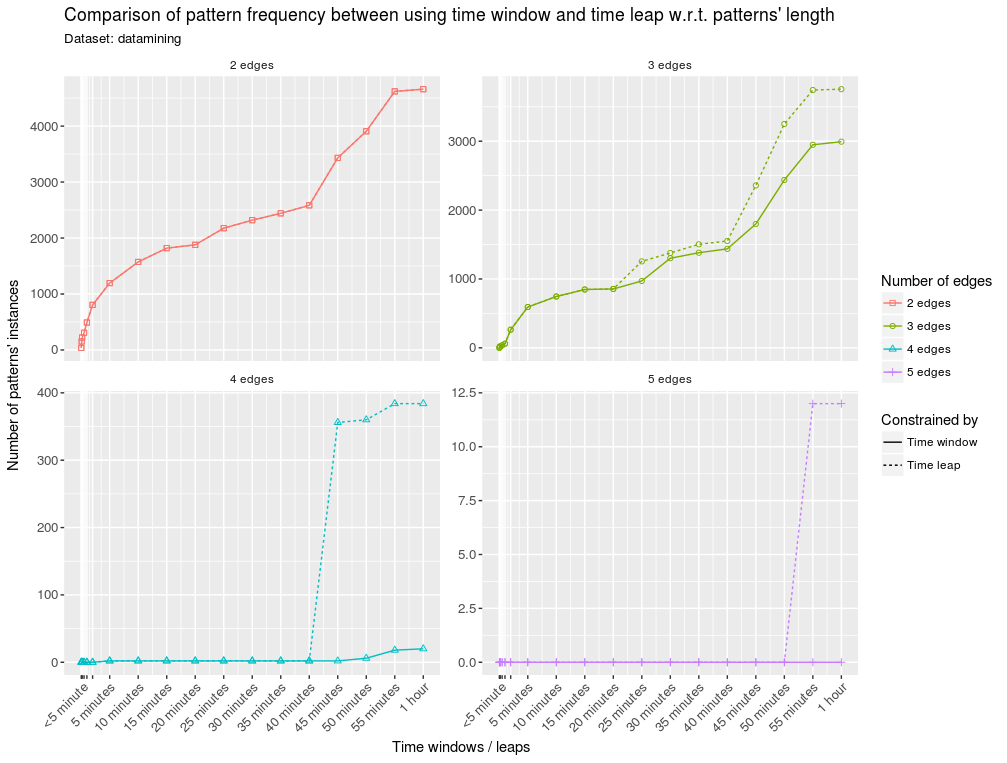 Comparison of pattern frequency between using time window and time leap w.r.t. patterns' length
Dataset: datamining
2 edges
3 edges
4000
3000
2000
1000
0
3000
2000
1000
0
4 edges
5 edges
400
300
200
100
0
12.5
10.0
7.5
5.0
2.5
0.0
<5 minute
5 minutes
10 minutes
15 minutes
20 minutes
25 minutes
30 minutes
35 minutes
40 minutes
45 minutes
50 minutes
55 minutes
1 hour
<5 minute
5 minutes
10 minutes
15 minutes
20 minutes
25 minutes
30 minutes
35 minutes
40 minutes
45 minutes
50 minutes
55 minutes
1 hour
Time windows / leaps
Number of patterns' instances
Number of edges
2 edges
3 edges
4 edges
5 edges
Constrained by
Time window
Time leap